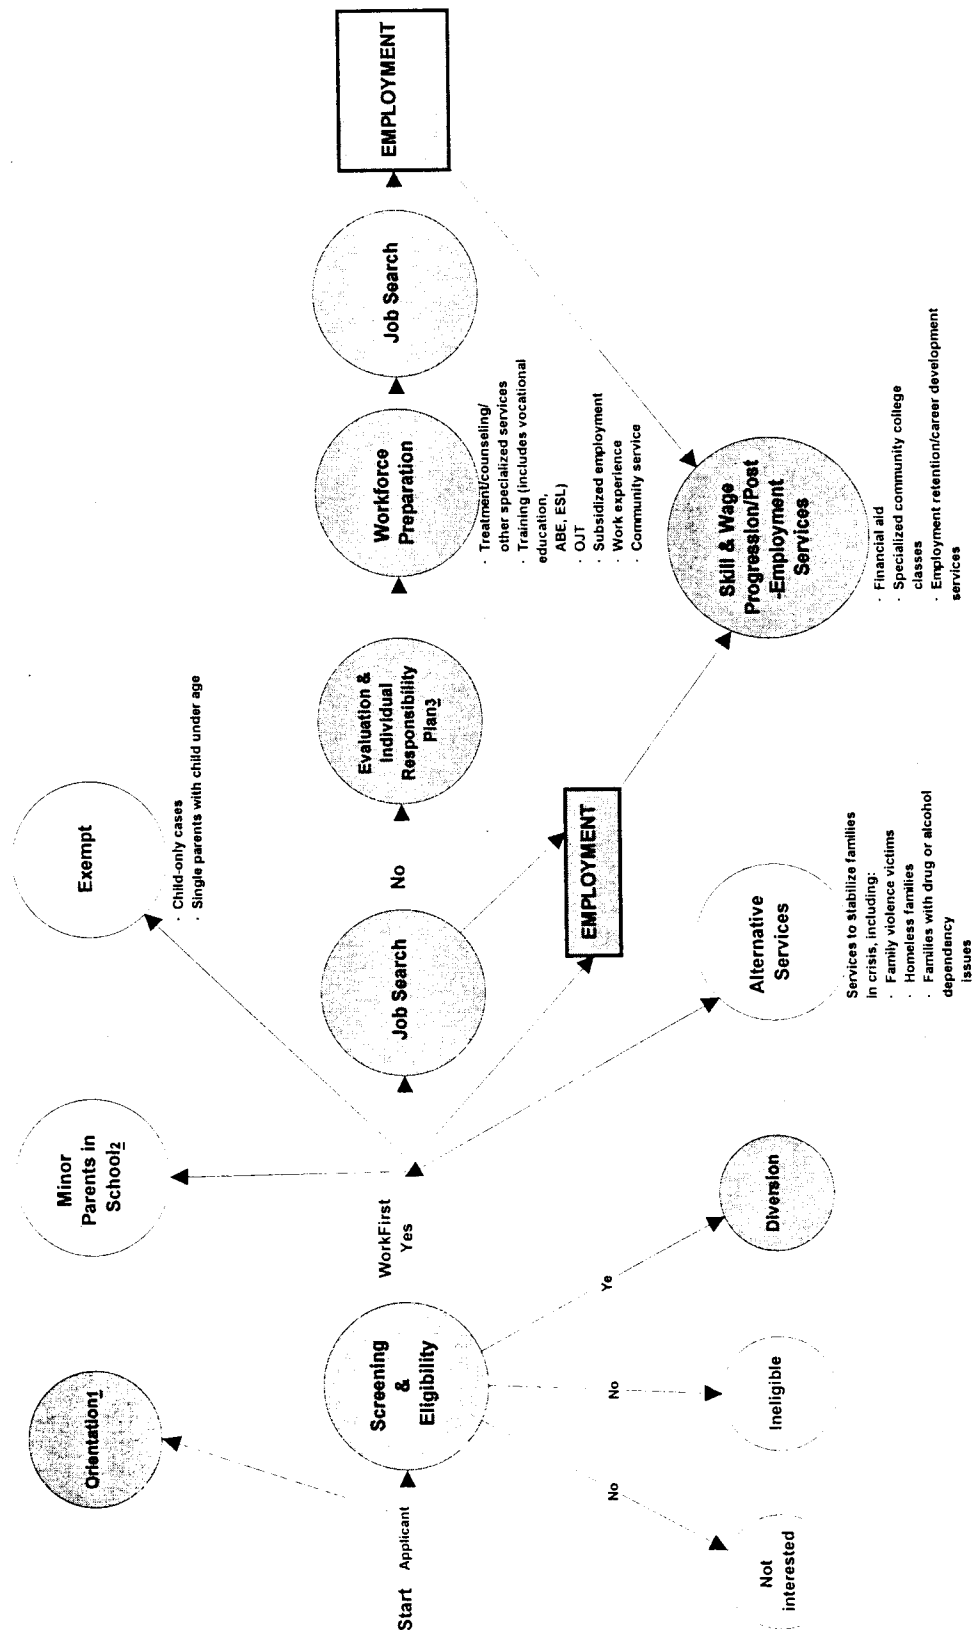 Start
Applicant
Orientation1
Screening
&
Eligibility
Not
interested
No
Ineligible
No
Diversion
Ye
WorkFirst
Yes
Minor
Parents in
School2
Exempt
· Child-only cases
· Single parents with child under age
Job Search
No
EMPLOYMENT
Alternative
Services
Services to stabilize families
in crisis, including:
· Family violence victims
· Homeless families
· Families with drug or alcohol
dependency
issues
Evaluation &
Individual
Responsibility
Plan3
Workforce
Preparation
· Treatment/counseling/
other specialized services
· Training (includes vocational
education,
ABE, ESL)
· OJT
· Subsidized employment
· Work experience
· Community service
Job Search
EMPLOYMENT
Skill & Wage
Progression/Post
-Employment
Services
· Financial aid
· Specialized community college
classes
· Employment retention/career development
services